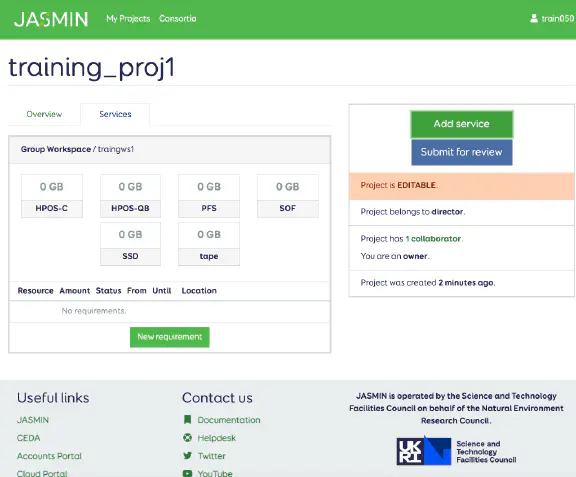 JASMIN My Projects Consortia train050
training_proj1
Overview Services
Group Workspace / traingws1
0 GB 0 GB 0 GB 0 GB
HPOS-C HPOS-QB PFS SOF
0 GB 0 GB
SSD tape
Resource Amount Status From Until Location
No requirements.
New requirement
Add service
Submit for review
Project is EDITABLE.
Project belongs to director.
Project has 1 collaborator.
You are an owner.
Project was created 2 minutes ago.
Useful links
JASMIN
CEDA
Accounts Portal
Cloud Portal
Contact us
Documentation
Helpdesk
Twitter
YouTube
JASMIN is operated by the Science and Technology
Facilities Council on behalf of the Natural Environment
Research Council.
UK
RI
Science and
Technology
Facilities Council